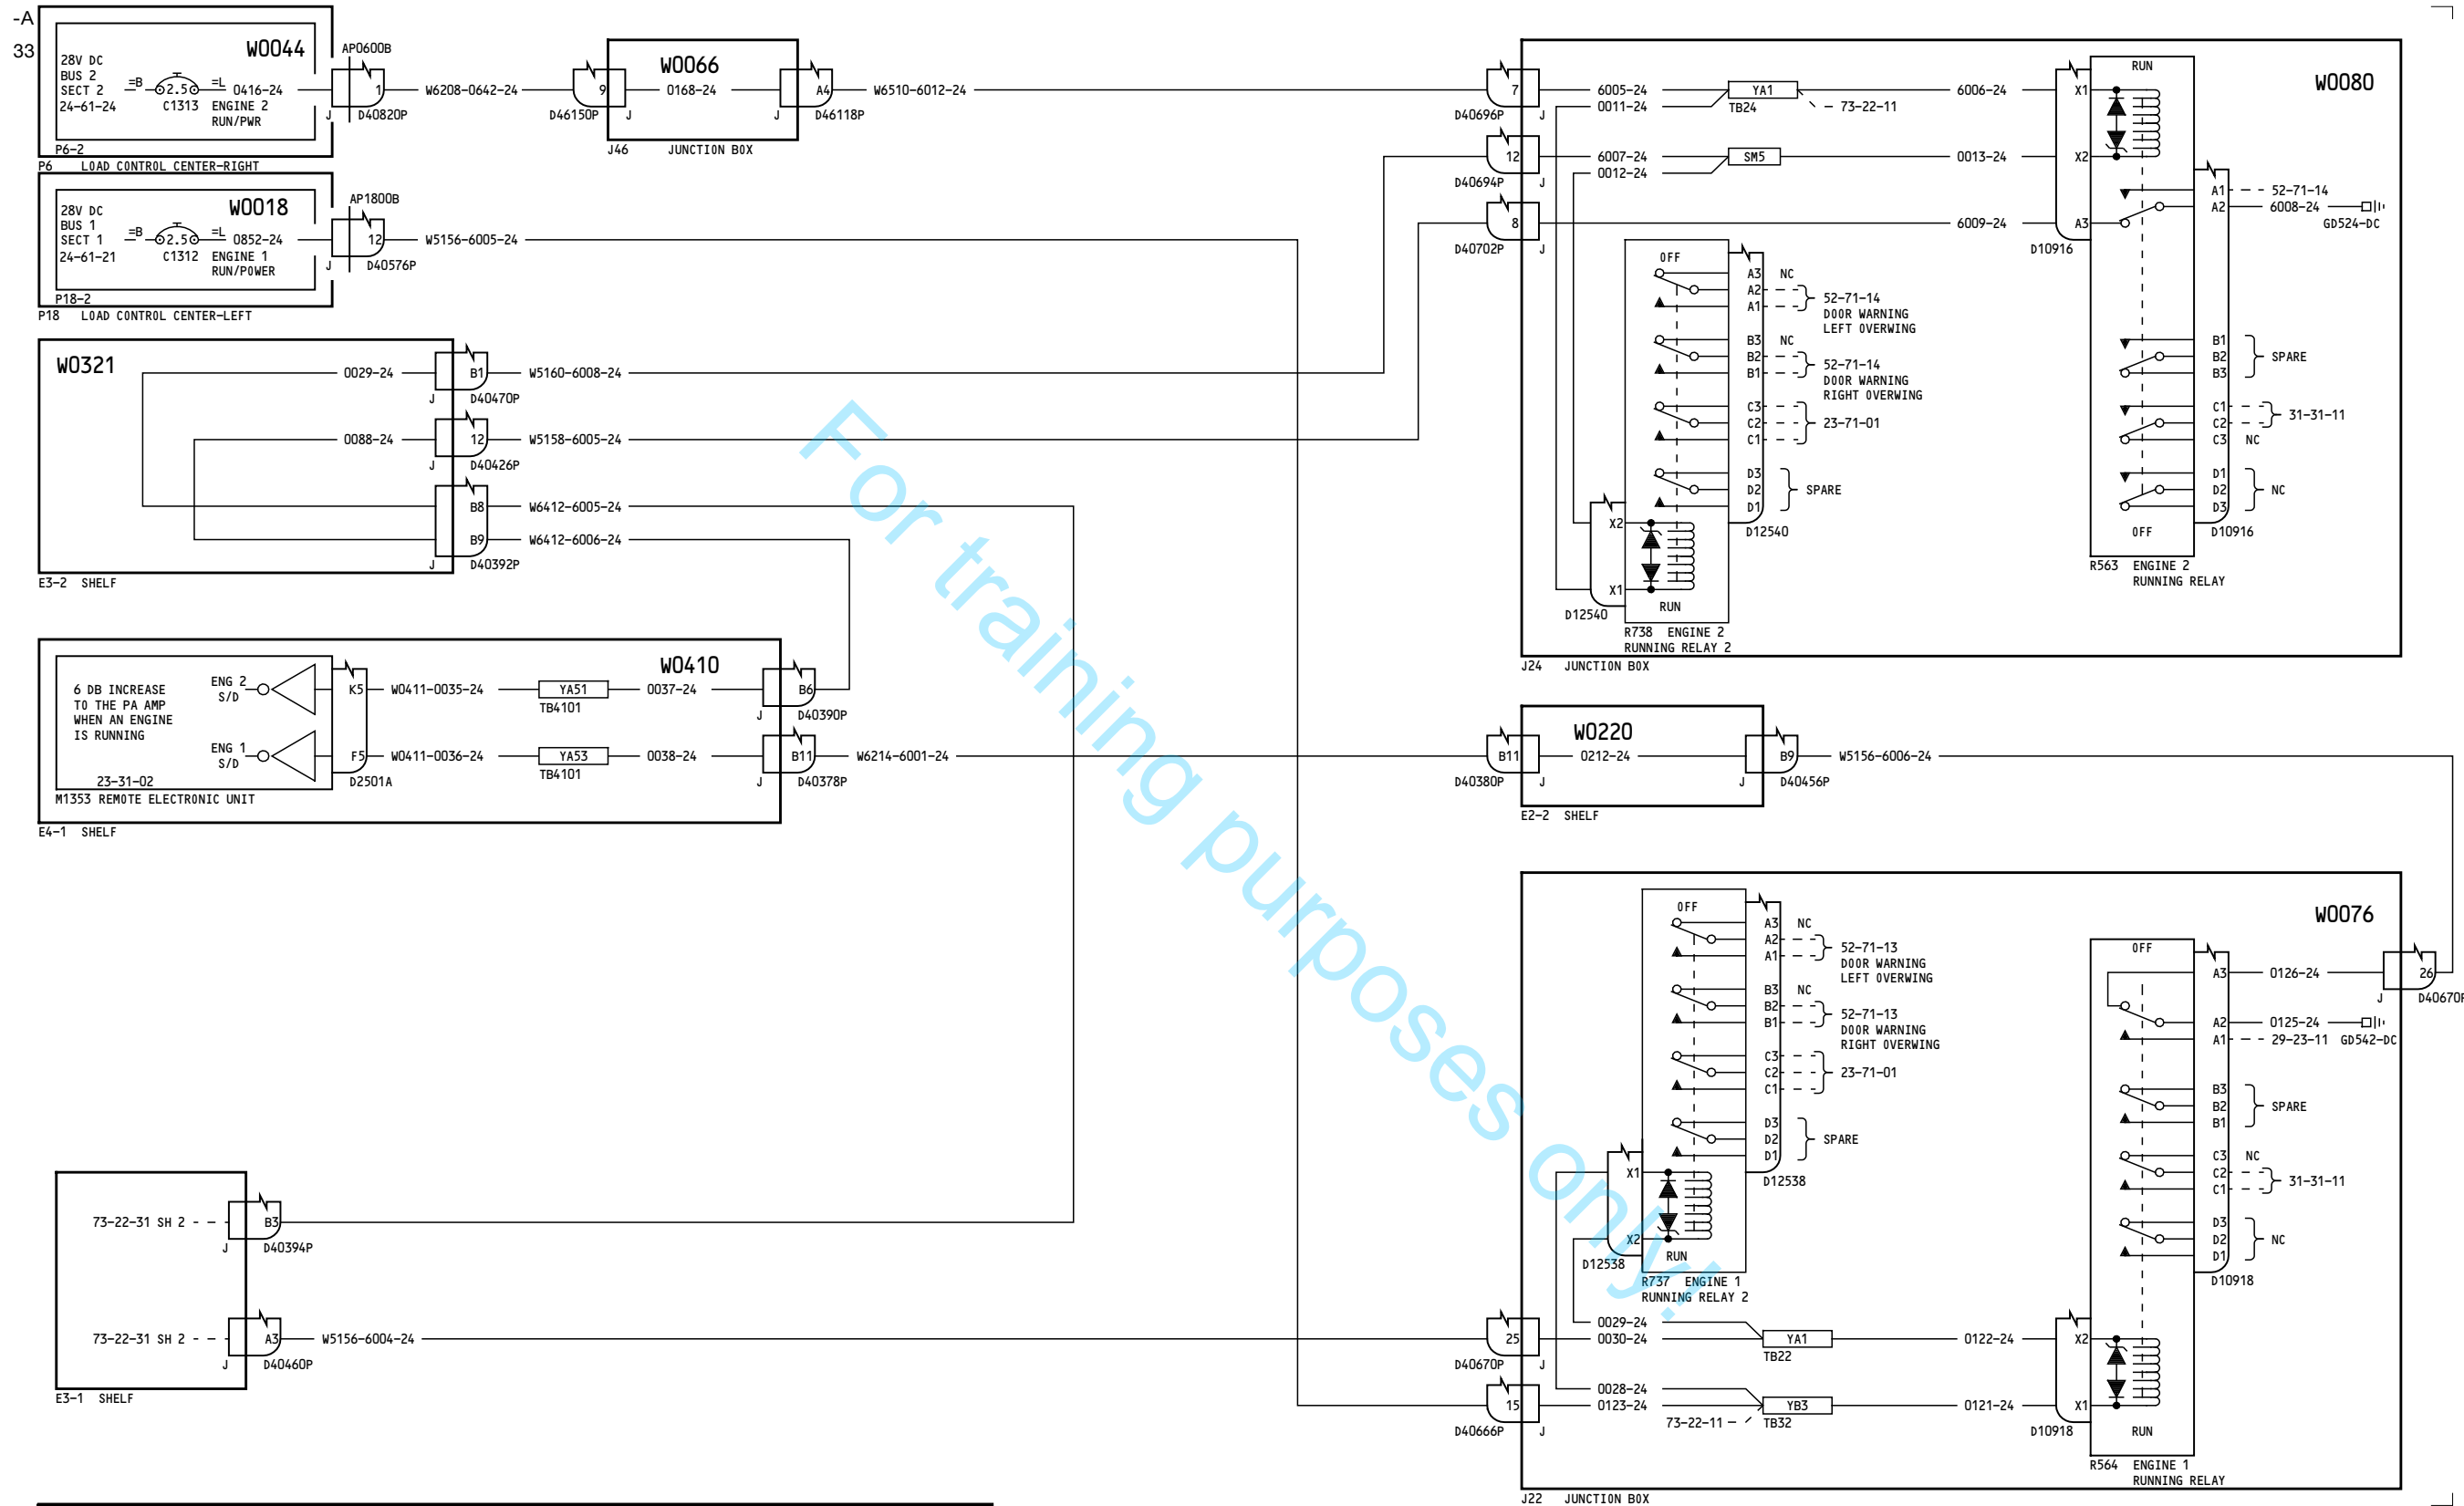 -A
33
W0044
AP0600B
28V DC
BUS 2
SECT 2
24-61-24
=B
2.5
=L
0416-24
C1313
ENGINE 2
RUN/PWR
1
J
D40820P
P6-2
P6 LOAD CONTROL CENTER-RIGHT
W6208-0642-24
9
D46150P
J
W0066
0168-24
J
A4
D46118P
J46 JUNCTION BOX
W6510-6012-24
W0018
AP1800B
28V DC
BUS 1
SECT 1
24-61-21
=B
2.5
=L
0852-24
C1312
ENGINE 1
RUN/POWER
12
J
D40576P
P18-2
P18 LOAD CONTROL CENTER-LEFT
W5156-6005-24
W0321
0029-24
B1
J
D40470P
W5160-6008-24
0088-24
12
J
D40426P
W5158-6005-24
B8
W6412-6005-24
B9
W6412-6006-24
J
D40392P
E3-2 SHELF
W0410
6 DB INCREASE
TO THE PA AMP
WHEN AN ENGINE
IS RUNNING
ENG 2
S/D
K5
W0411-0035-24
YA51
TB4101
0037-24
B6
J
D40390P
ENG 1
S/D
F5
W0411-0036-24
YA53
TB4101
0038-24
B11
J
D40378P
W6214-6001-24
23-31-02
D2501A
M1353 REMOTE ELECTRONIC UNIT
E4-1 SHELF
73-22-31 SH 2
B3
J
D40394P
73-22-31 SH 2
A3
J
D40460P
W5156-6004-24
E3-1 SHELF
W0080
7
D40696P
J
6005-24
0011-24
YA1
TB24
73-22-11
6006-24
X1
12
D40694P
J
6007-24
0012-24
SM5
0013-24
X2
8
D40702P
J
6009-24
A3
D10916
RUN
A1
52-71-14
A2
6008-24
GD524-DC
B1
B2
B3
SPARE
C1
C2
31-31-11
C3
NC
D1
D2
D3
NC
OFF
D10916
R563 ENGINE 2
RUNNING RELAY
OFF
A3
NC
A2
A1
52-71-14
DOOR WARNING
LEFT OVERWING
B3
NC
B2
B1
52-71-14
DOOR WARNING
RIGHT OVERWING
C3
C2
C1
23-71-01
D3
D2
D1
SPARE
D12540
X2
X1
D12540
RUN
R738 ENGINE 2
RUNNING RELAY 2
J24 JUNCTION BOX
W0220
B11
D40380P
J
0212-24
B9
J
D40456P
W5156-6006-24
E2-2 SHELF
W0076
OFF
A3
NC
A2
A1
52-71-13
DOOR WARNING
LEFT OVERWING
B3
NC
B2
B1
52-71-13
DOOR WARNING
RIGHT OVERWING
C3
C2
C1
23-71-01
D3
D2
D1
SPARE
D12538
X1
X2
D12538
RUN
R737 ENGINE 1
RUNNING RELAY 2
OFF
A3
0126-24
26
J
D40670P
A2
0125-24
A1
29-23-11
GD542-DC
B3
B2
B1
SPARE
C3
NC
C2
C1
31-31-11
D3
D2
D1
NC
D10918
25
D40670P
J
0029-24
0030-24
YA1
TB22
0122-24
X2
15
D40666P
J
0028-24
0123-24
73-22-11
YB3
TB32
0121-24
X1
D10918
RUN
R564 ENGINE 1
RUNNING RELAY
J22 JUNCTION BOX
For training purposes only!